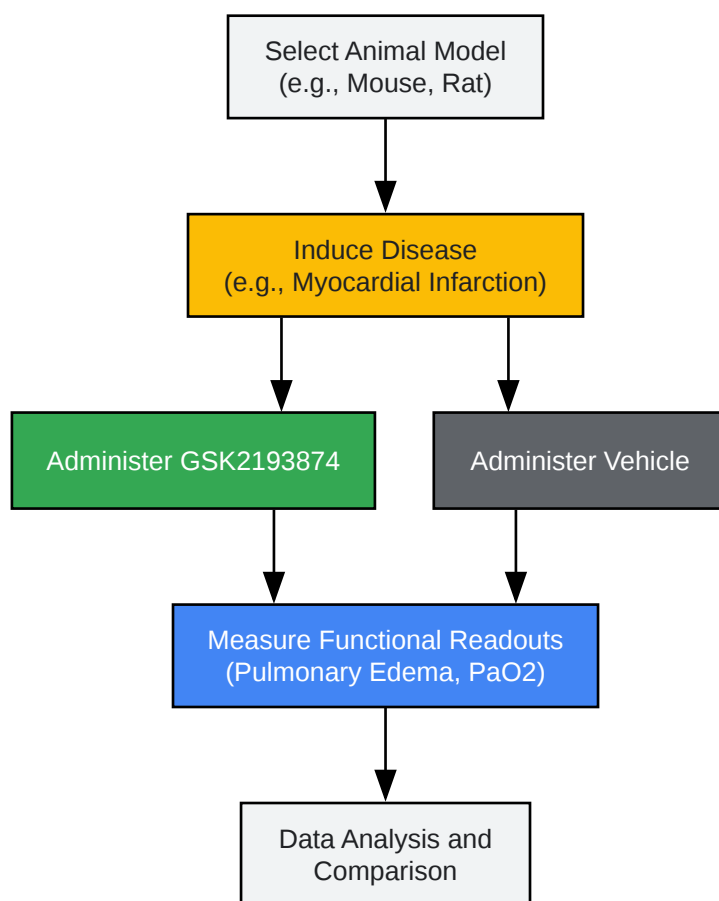 Select Animal Model
(e.g., Mouse, Rat)
Induce Disease
(e.g., Myocardial Infarction)
Administer GSK2193874
Administer Vehicle
Measure Functional Readouts
(Pulmonary Edema, PaO2)
Data Analysis and
Comparison